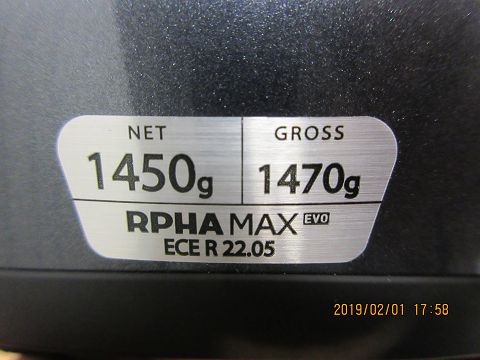 NET GROSS
1450g 1470g
RPHA MAX EVO
ECE R 22.05
2019/02/01 17:58